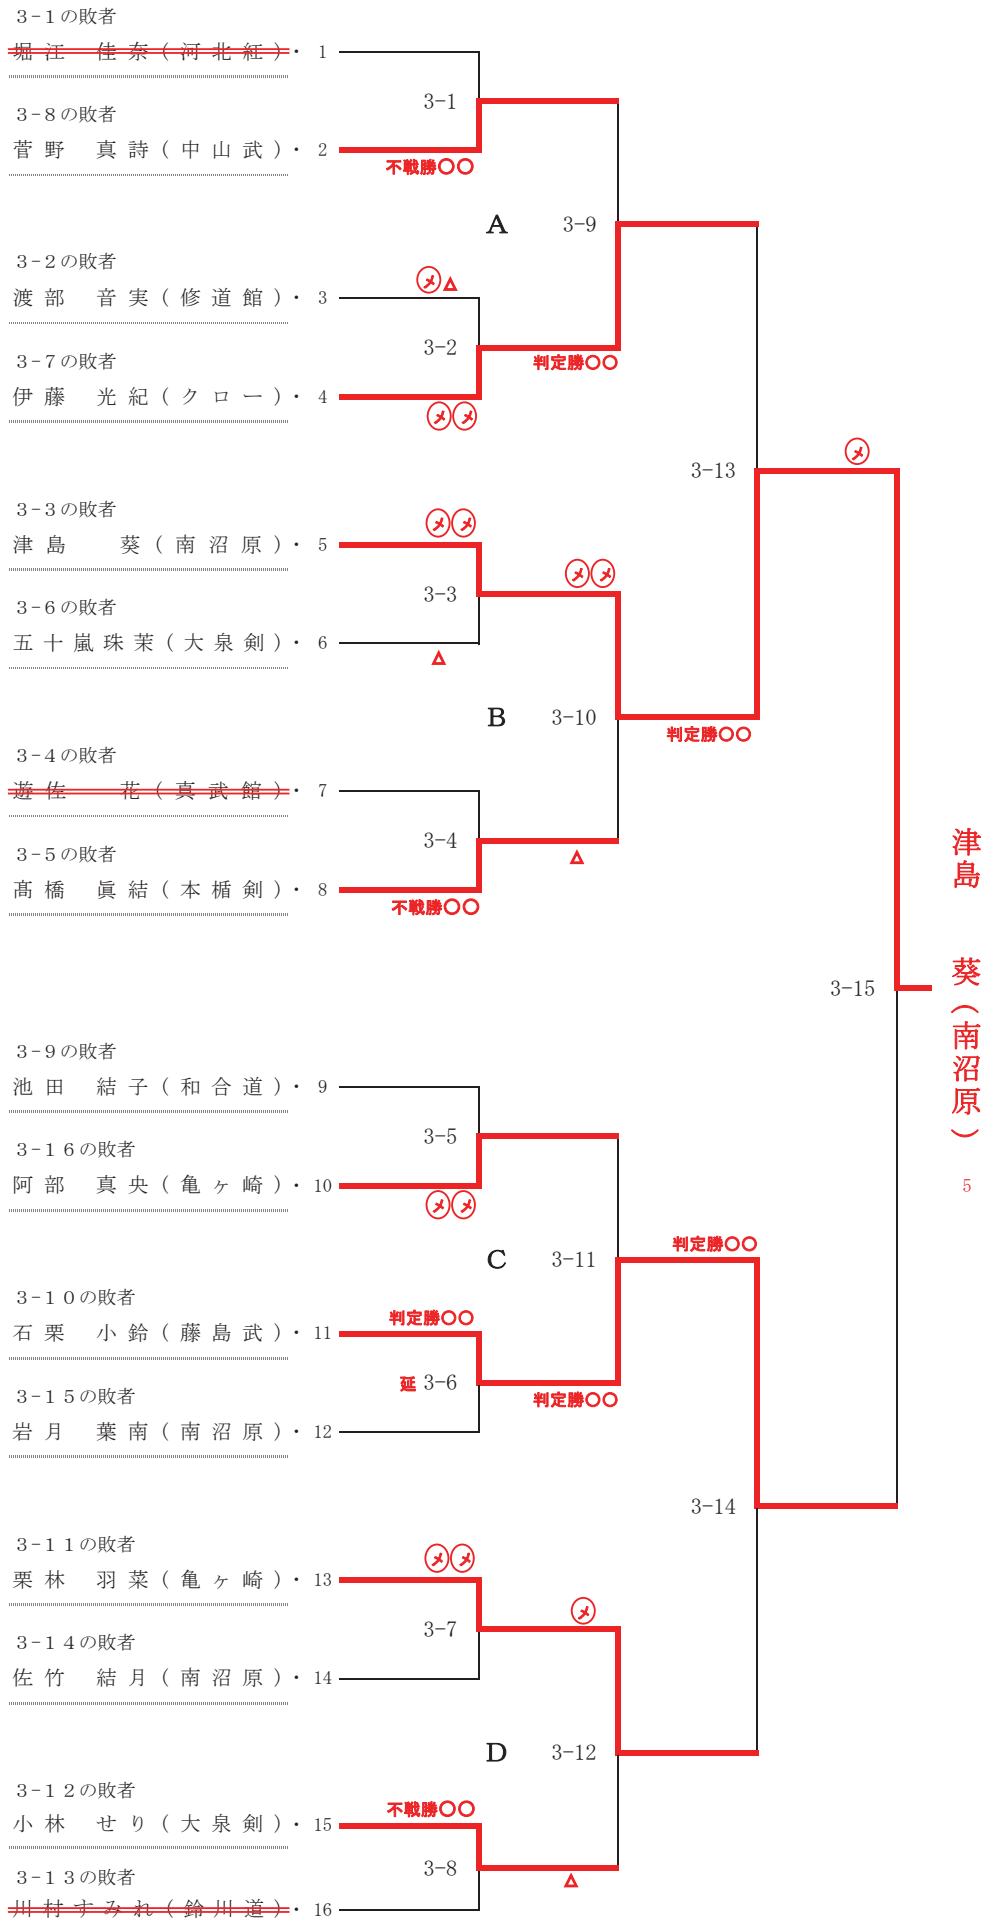 3-1の敗者
堀江 佳奈(河北紅)・ 1
3-1
3-8の敗者
菅野 真詩(中山武)・ 2
不戦勝〇〇
A 3-9
3-2の敗者
渡部 音実(修道館)・ 3
メ△
3-2
3-7の敗者
伊藤 光紀(クロー)・ 4
判定勝〇〇
メメ
メ
3-13
3-3の敗者
津島 葵(南沼原)・ 5
メメ
メメ
3-3
3-6の敗者
五十嵐珠茉(大泉剣)・ 6
△
B 3-10
判定勝〇〇
3-4の敗者
遊佐 花(真武館)・ 7
3-4
3-5の敗者
髙橋 眞結(本楯剣)・ 8
△
不戦勝〇〇
津島 葵(南沼原)
5
3-15
3-9の敗者
池田 結子(和合道)・ 9
3-5
3-16の敗者
阿部 真央(亀ヶ崎)・ 10
メメ
C 3-11
判定勝〇〇
3-10の敗者
石栗 小鈴(藤島武)・ 11
判定勝〇〇
延 3-6
3-15の敗者
岩月 葉南(南沼原)・ 12
判定勝〇〇
3-14
3-11の敗者
栗林 羽菜(亀ヶ崎)・ 13
メメ
メ
3-7
3-14の敗者
佐竹 結月(南沼原)・ 14
D 3-12
3-12の敗者
小林 せり(大泉剣)・ 15
不戦勝〇〇
3-8
3-13の敗者
川村すみれ(鈴川道)・ 16
△